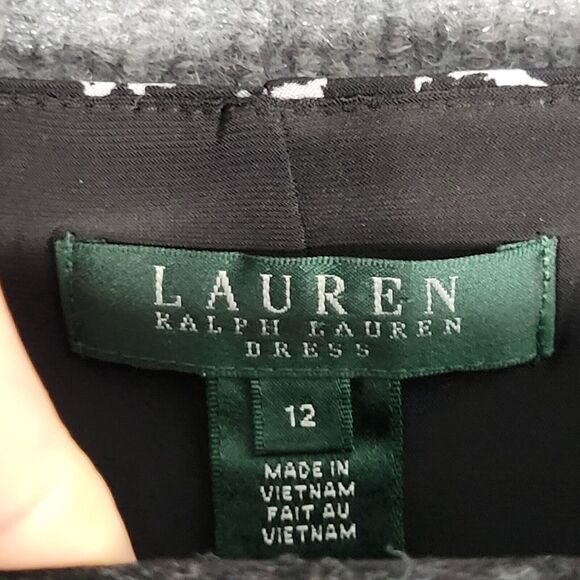 LAUREN
RALPH LAUREN
DRESS
12
MADE IN
VIETNAM
FAIT AU
VIETNAM